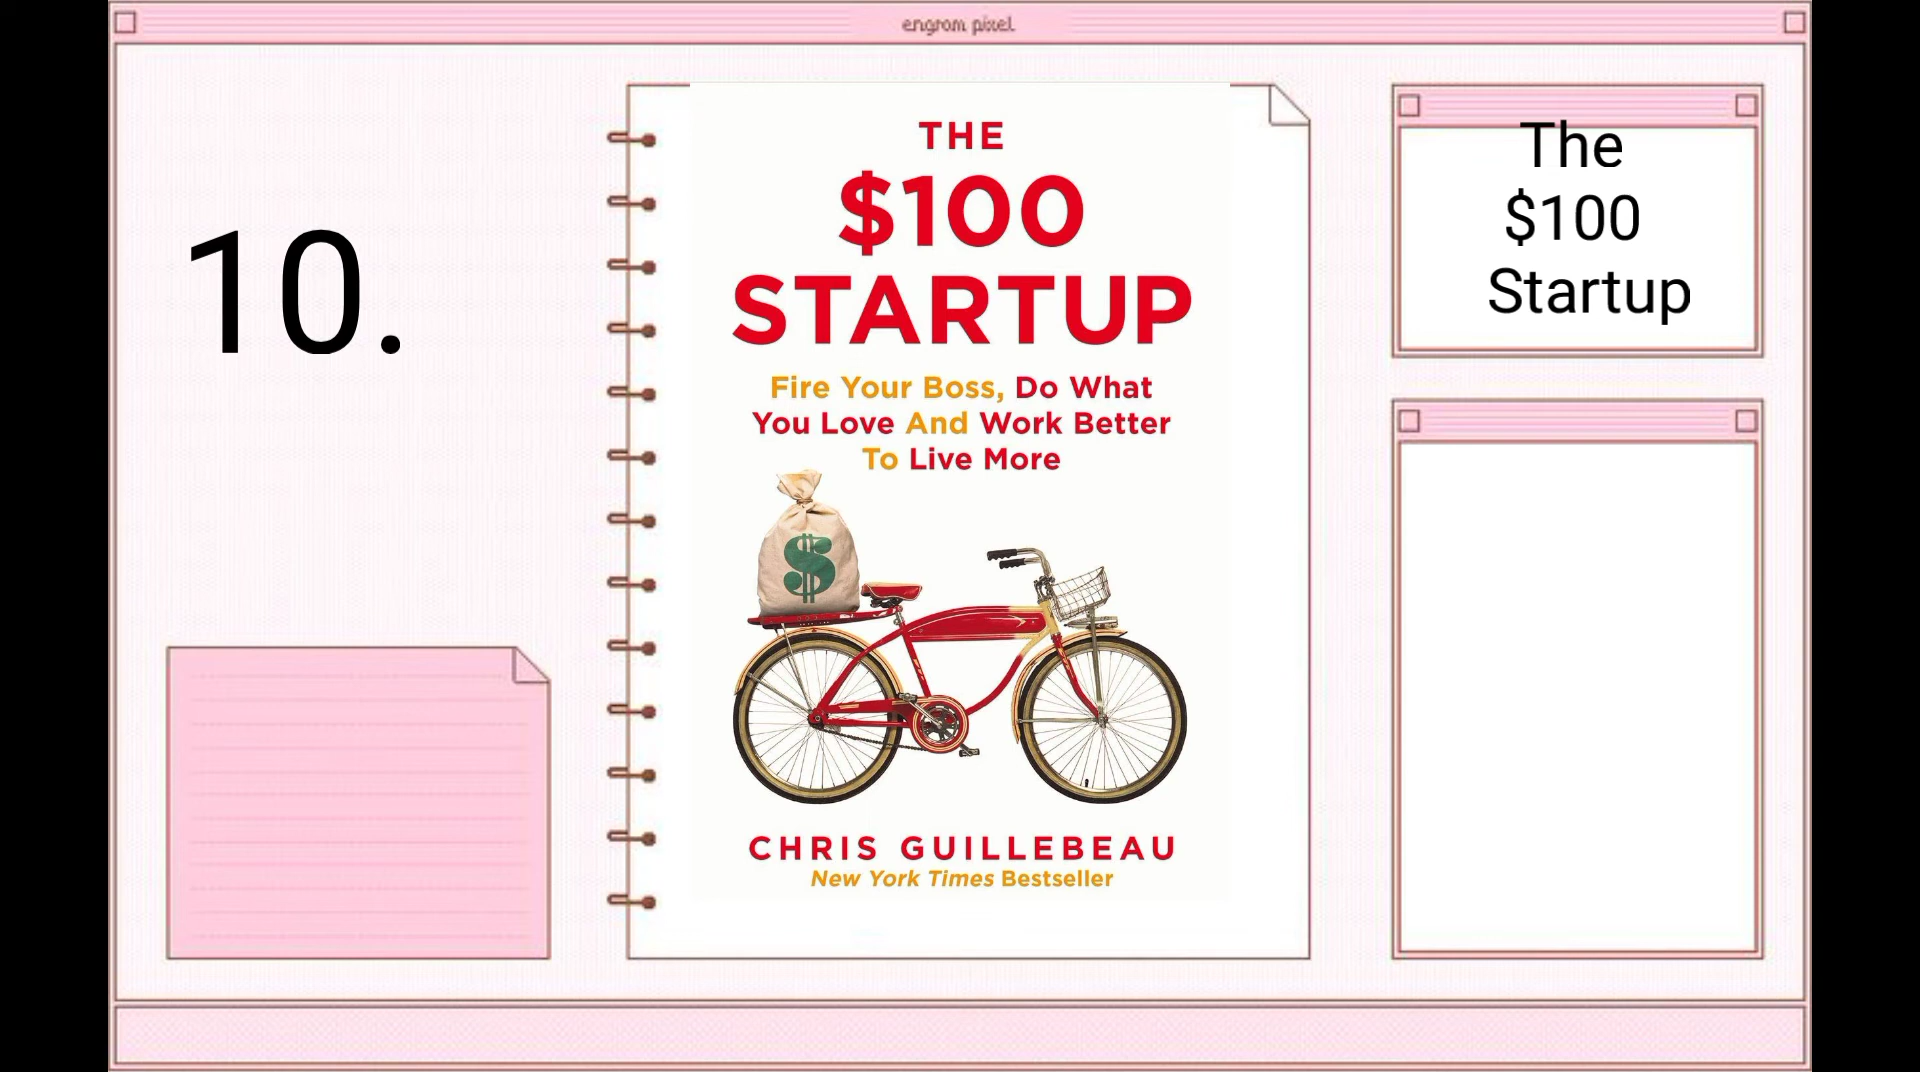 engram pixel
10.
THE
$100
STARTUP
Fire Your Boss, Do What
You Love And Work Better
To Live More
$
CHRIS GUILLEBEAU
New York Times Bestseller
The
$100
Startup